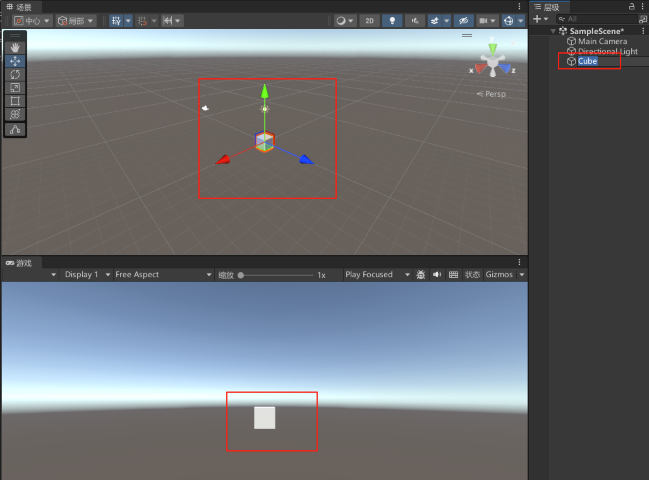 场景
中心 局部 2D
y
x z
Persp
游戏
Display 1 Free Aspect 缩放 1x Play Focused 状态 Gizmos
层级
All
SampleScene*
Main Camera
Directional Light
Cube